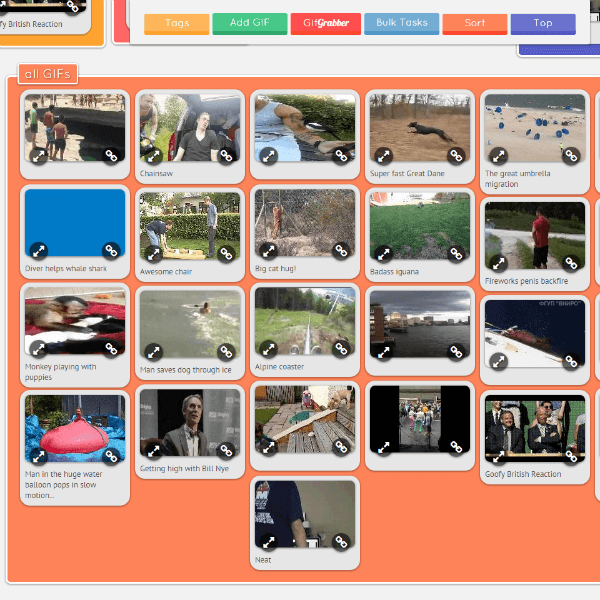 fy British Reaction
Tags
Add GIF
GifGrabber
Bulk Tasks
Sort
Top
all GIFs
Chainsaw
Super fast Great Dane
The great umbrella
migration
Diver helps whale shark
Awesome chair
Big cat hug!
Badass iguana
Fireworks penis backfire
Monkey playing with
puppies
Man saves dog through ice
Alpine coaster
©ГУП "ВИЦРО"
Man in the huge water
balloon pops in slow
motion...
Getting high with Bill Nye
Goofy British Reaction
Neat